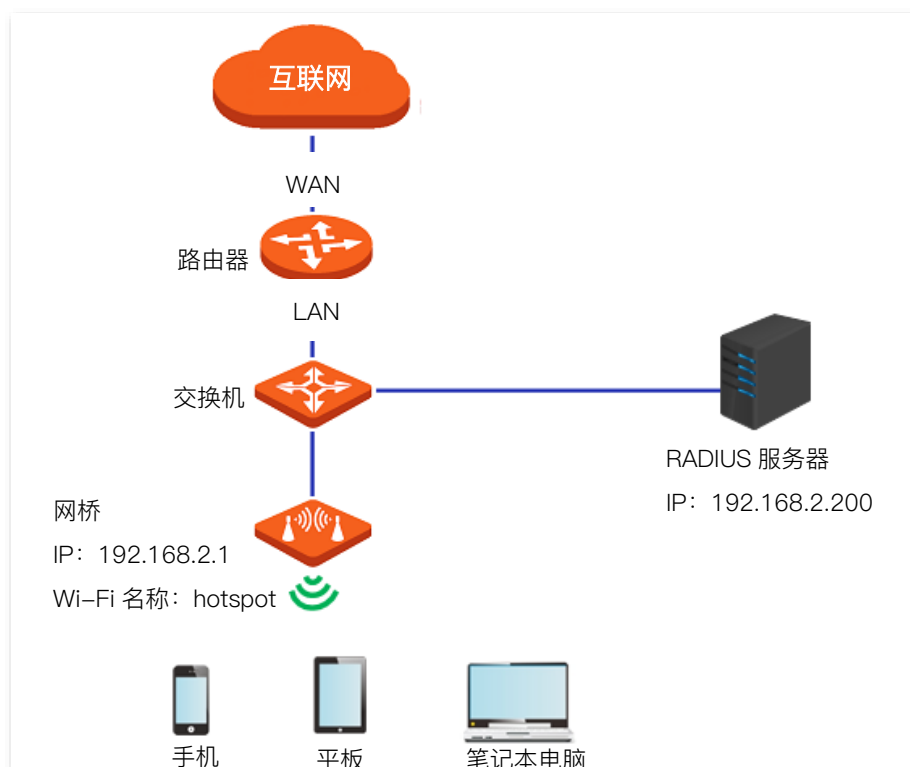 互联网
WAN
路由器
LAN
交换机
RADIUS 服务器
IP：192.168.2.200
网桥
IP：192.168.2.1
Wi-Fi 名称：hotspot
手机
平板
笔记本电脑